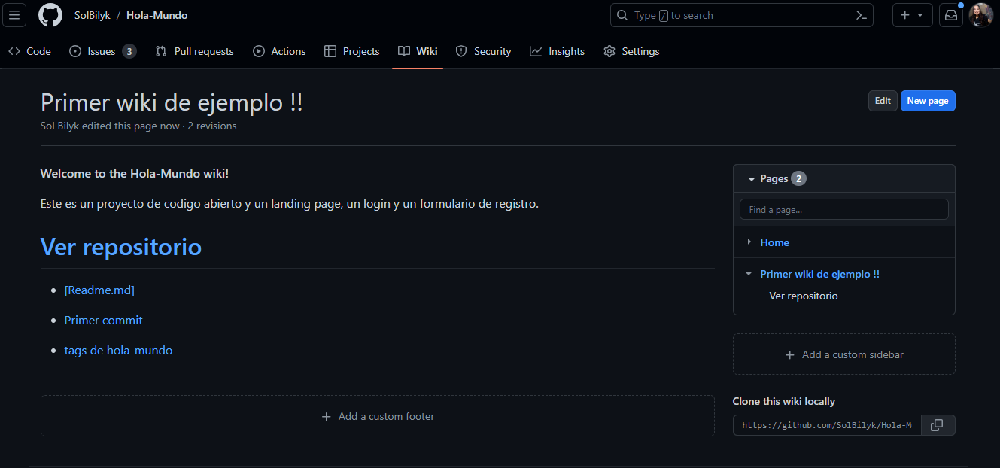 SolBilyk / Hola-Mundo
Type / to search
Code
Issues 3
Pull requests
Actions
Projects
Wiki
Security
Insights
Settings
Primer wiki de ejemplo !!
Edit
New page
Sol Bilyk edited this page now · 2 revisions
Welcome to the Hola-Mundo wiki!
Este es un proyecto de codigo abierto y un landing page, un login y un formulario de registro.
Ver repositorio
[Readme.md]
Primer commit
tags de hola-mundo
Add a custom footer
Pages 2
Find a page...
Home
Primer wiki de ejemplo !!
Ver repositorio
Add a custom sidebar
Clone this wiki locally
https://github.com/SolBilyk/Hola-M